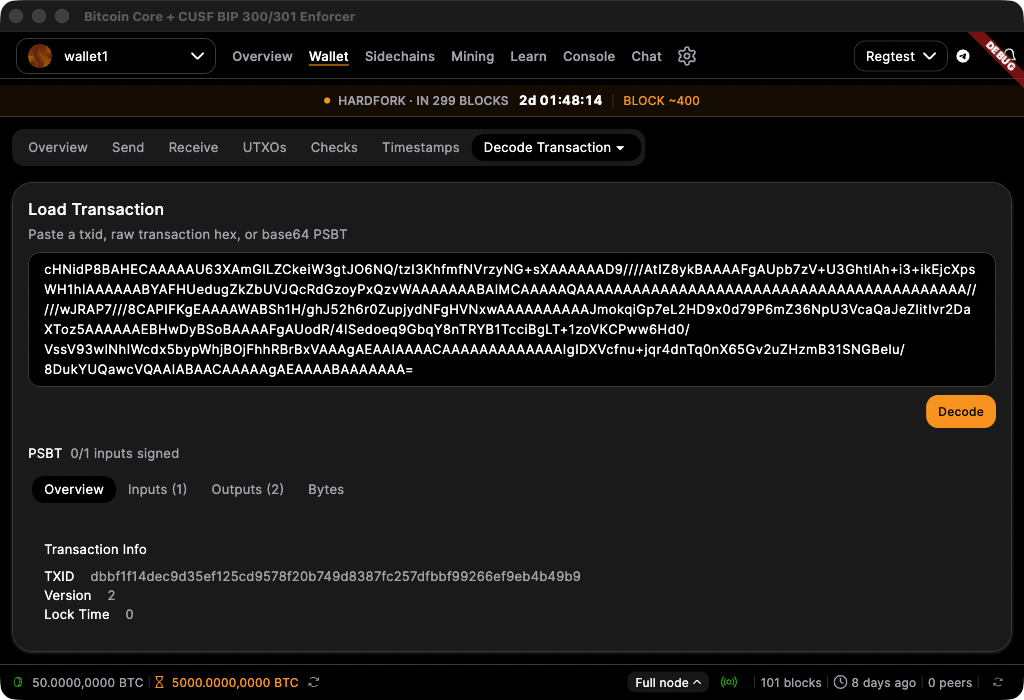 Bitcoin Core + CUSF BIP 300/301 Enforcer
wallet1 Overview Wallet Sidechains Mining Learn Console Chat Regtest DEBUG
HARDFORK · IN 299 BLOCKS 2d 01:48:14 BLOCK ~400
Overview Send Receive UTXOs Checks Timestamps Decode Transaction
Load Transaction
Paste a txid, raw transaction hex, or base64 PSBT
cHNidP8BAHECAAAAAU63XAmGILZCkeiW3gtJO6NQ/tzI3KhfmfNVrzyNG+sXAAAAAAD9////AtIZ8ykBAAAAFgAUpb7zV+U3GhtIAh+i3+ikEjcXps
WH1hIAAAAAABYAFHUedugZkZbUVJQcRdGzoyPxQzvWAAAAAAABAIMCAAAAAQAAAAAAAAAAAAAAAAAAAAAAAAAAAAAAAAAAAAAAAAAAAA//
///wJRAP7///8CAPIFKgEAAAAWABSh1H/ghJ52h6r0ZupjydNFgHVNxwAAAAAAAAAAJmokqiGp7eL2HD9x0d79P6mZ36NpU3VcaQaJeZIitIvr2Da
XToz5AAAAAAEBHwDyBSoBAAAAFgAUodR/4ISedoeq9GbqY8nTRYB1TcciBgLT+1zoVKCPww6Hd0/
VssV93wINhIWcdx5bypWhjBOjFhhRBrBxVAAAgAEAAIAAAACAAAAAAAAAAAAAIgIDXVcfnu+jqr4dnTq0nX65Gv2uZHzmB31SNGBelu/
8DukYUQawcVQAAIABAACAAAAAgAEAAAABAAAAAAA=
Decode
PSBT 0/1 inputs signed
Overview Inputs (1) Outputs (2) Bytes
Transaction Info
TXID dbbf1f14dec9d35ef125cd9578f20b749d8387fc257dfbbf99266ef9eb4b49b9
Version 2
Lock Time 0
50.0000,0000 BTC 5000.0000,0000 BTC Full node 101 blocks 8 days ago 0 peers